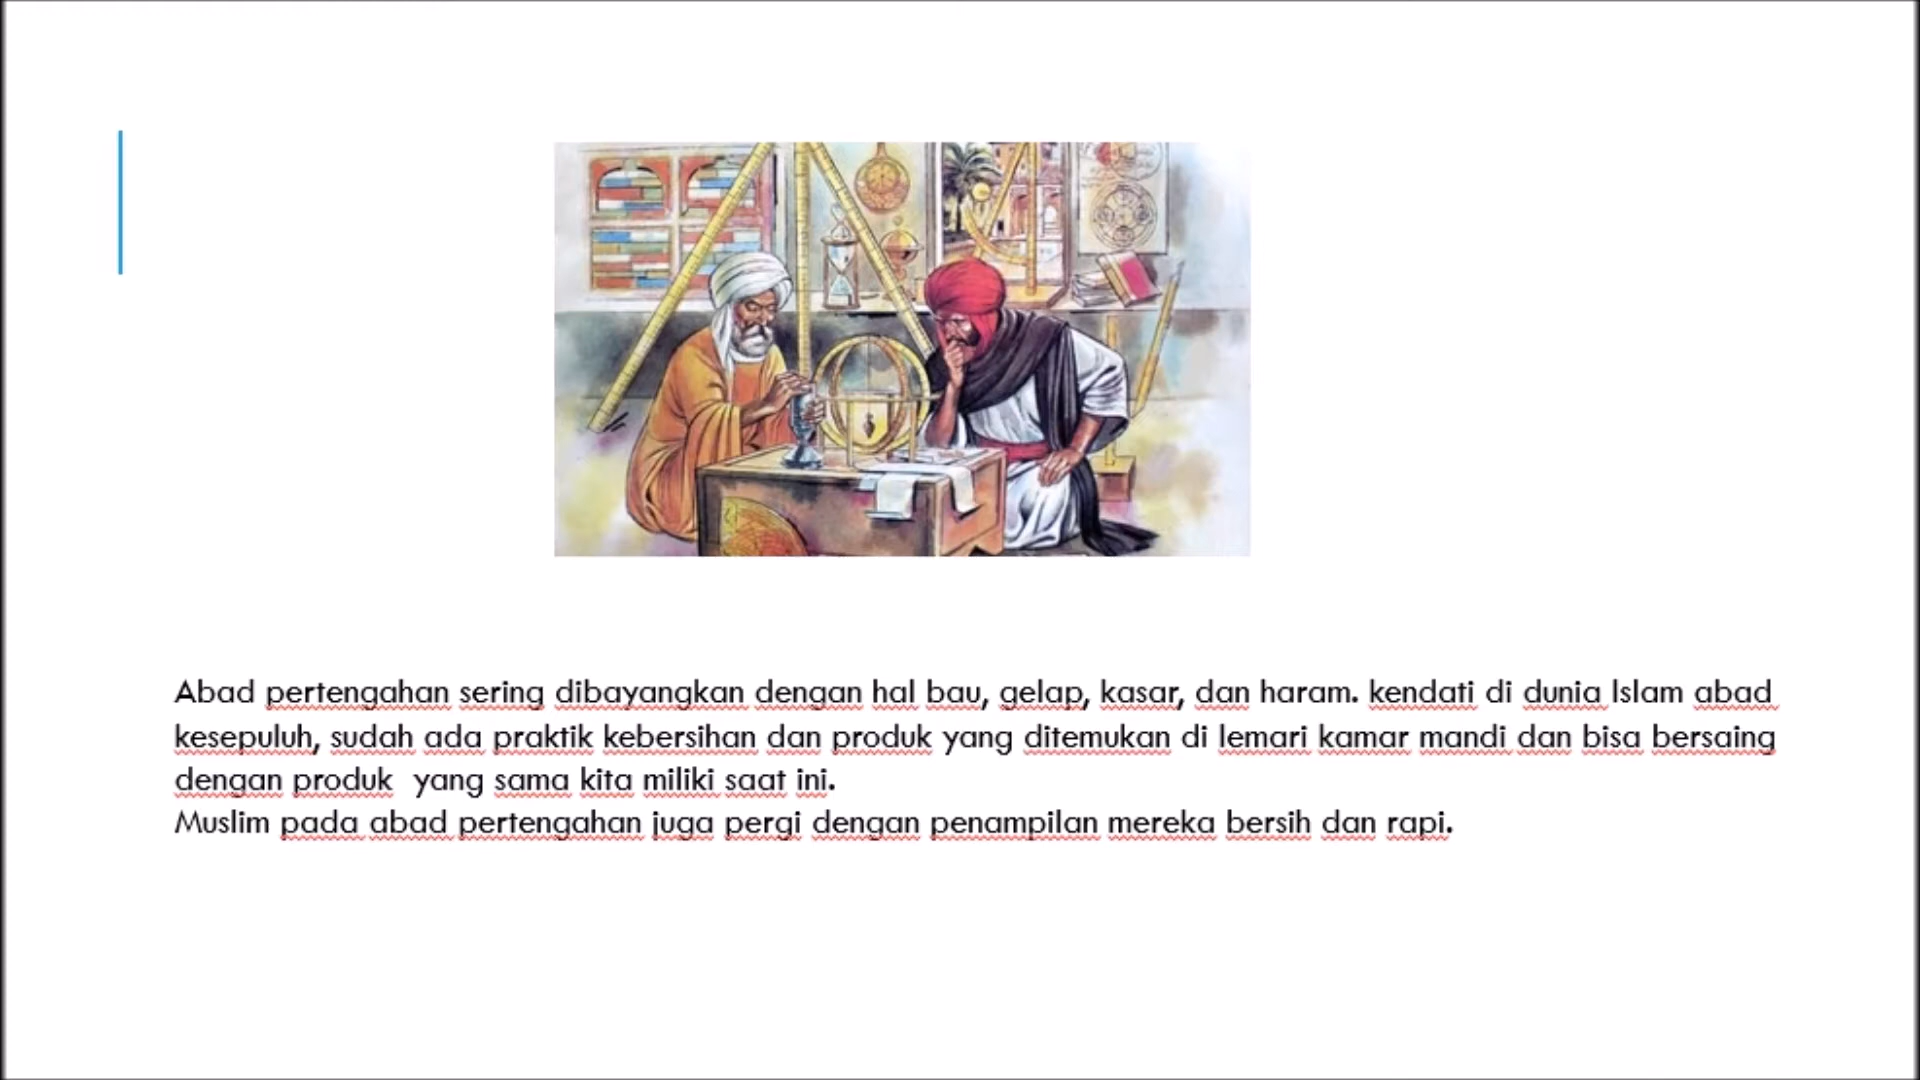 Abad pertengahan sering dibayangkan dengan hal bau, gelap, kasar, dan haram. kendati di dunia Islam abad
kesepuluh, sudah ada praktik kebersihan dan produk yang ditemukan di lemari kamar mandi dan bisa bersaing
dengan produk  yang sama kita miliki saat ini.
Muslim pada abad pertengahan juga pergi dengan penampilan mereka bersih dan rapi.